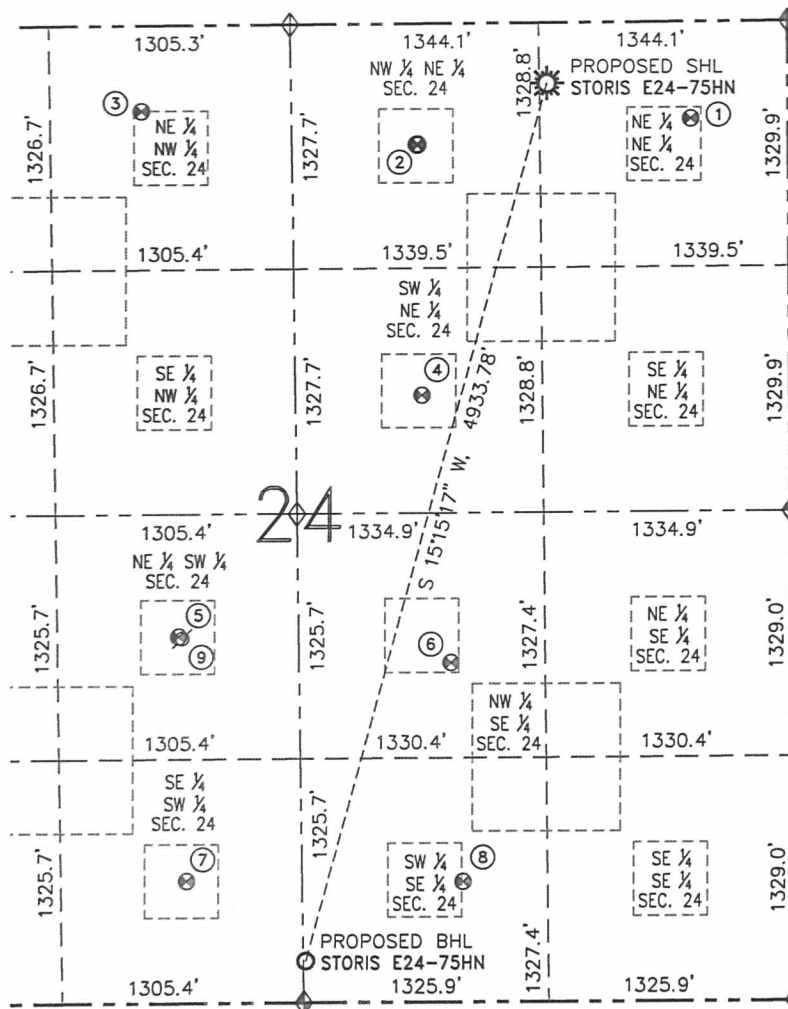 1305.3'
1344.1'
1344.1'
NW ¼ NE ¼
SEC. 24
1328.8'
PROPOSED SHL
STORIS E24-75HN
3
NE ¼
NW ¼
SEC. 24
2
NE ¼
NE ¼
SEC. 24
1
1326.7'
1327.7'
1329.9'
1305.4'
1339.5'
1339.5'
SW ¼
NE ¼
SEC. 24
4
SE ¼
NW ¼
SEC. 24
SE ¼
NE ¼
SEC. 24
1326.7'
1327.7'
1328.8'
1329.9'
S 15°15'17" W, 4933.78'
24
1305.4'
1334.9'
1334.9'
NE ¼ SW ¼
SEC. 24
5
9
6
NE ¼
SE ¼
SEC. 24
1325.7'
1325.7'
1327.4'
1329.0'
NW ¼
SE ¼
SEC. 24
1305.4'
1330.4'
1330.4'
SE ¼
SW ¼
SEC. 24
7
SW ¼
SE ¼
SEC. 24
8
SE ¼
SE ¼
SEC. 24
1325.7'
1325.7'
1327.4'
1329.0'
PROPOSED BHL
STORIS E24-75HN
1305.4'
1325.9'
1325.9'